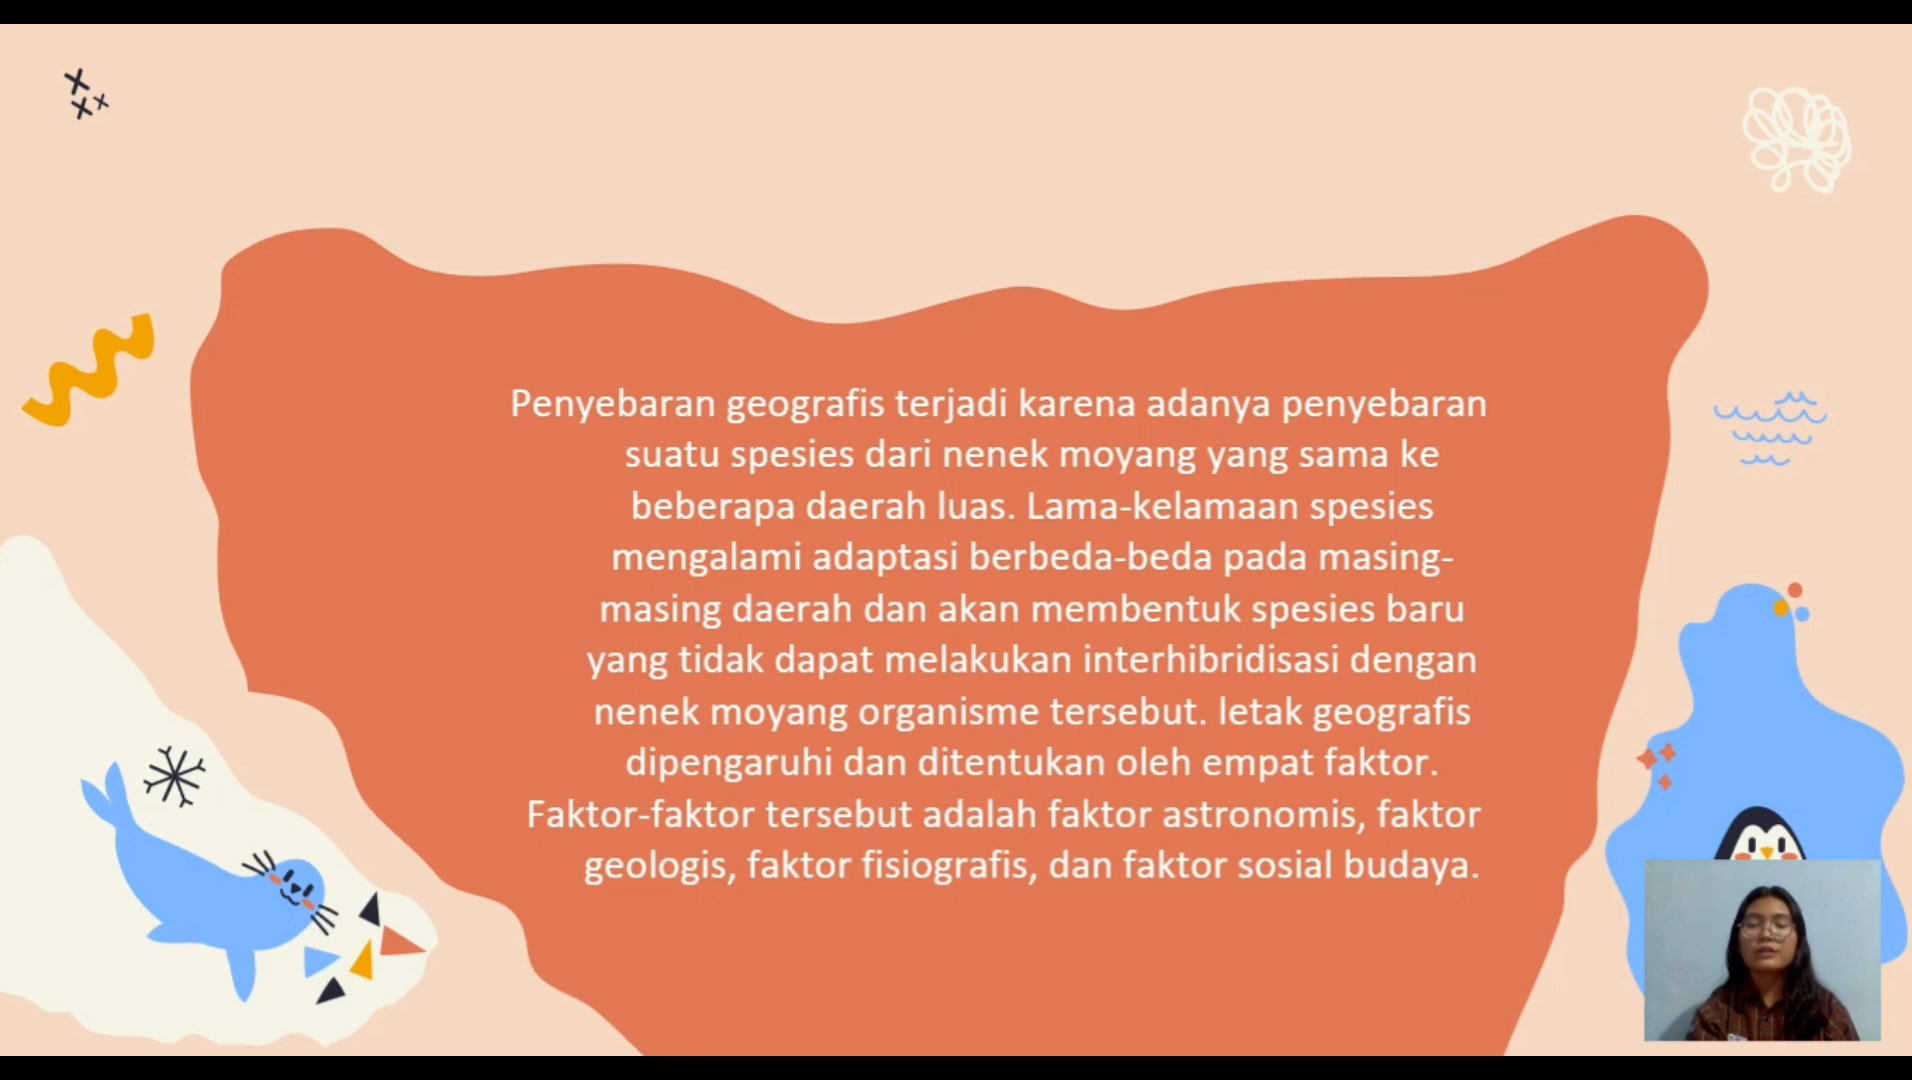 Penyebaran geografis terjadi karena adanya penyebaran
suatu spesies dari nenek moyang yang sama ke
beberapa daerah luas. Lama-kelamaan spesies
mengalami adaptasi berbeda-beda pada masing-
masing daerah dan akan membentuk spesies baru
yang tidak dapat melakukan interhibridisasi dengan
nenek moyang organisme tersebut. letak geografis
dipengaruhi dan ditentukan oleh empat faktor.
Faktor-faktor tersebut adalah faktor astronomis, faktor
geologis, faktor fisiografis, dan faktor sosial budaya.